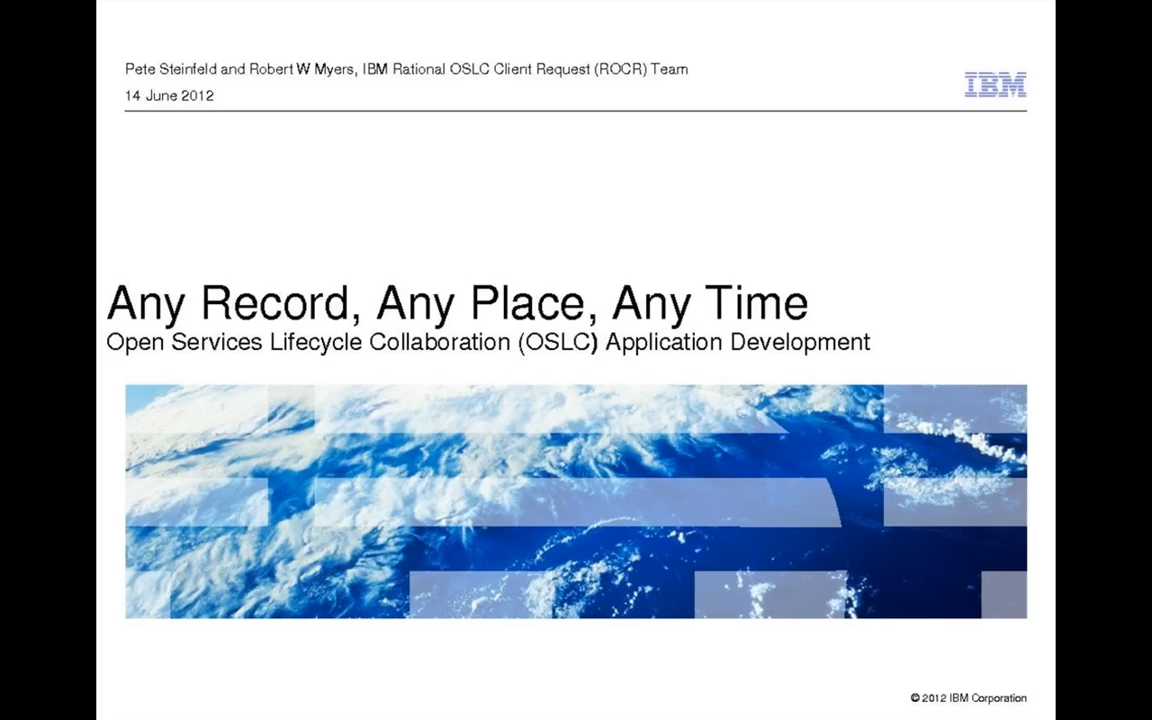 Pete Steinfeld and Robert W Myers, IBM Rational OSLC Client Request (ROCR) Team
14 June 2012
IBM
Any Record, Any Place, Any Time
Open Services Lifecycle Collaboration (OSLC) Application Development
© 2012 IBM Corporation